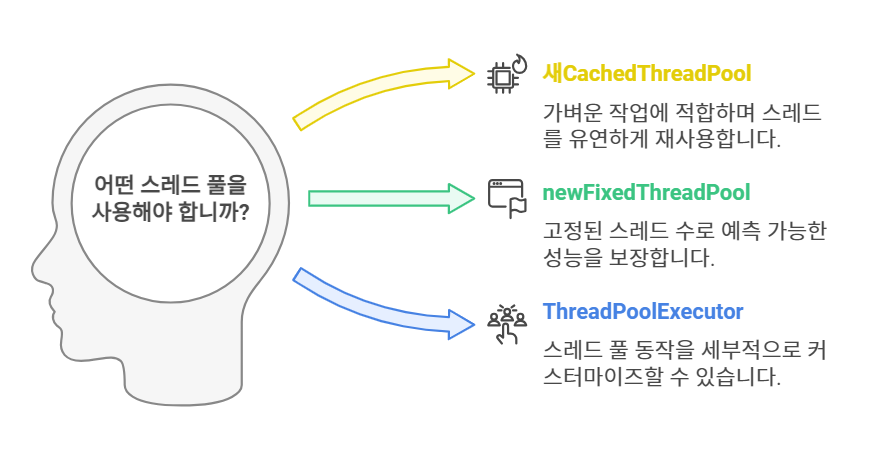 어떤 스레드 풀을
사용해야 합니까?
새CachedThreadPool
가벼운 작업에 적합하며 스레드
를 유연하게 재사용합니다.
newFixedThreadPool
고정된 스레드 수로 예측 가능한
성능을 보장합니다.
ThreadPoolExecutor
스레드 풀 동작을 세부적으로 커
스터마이즈할 수 있습니다.